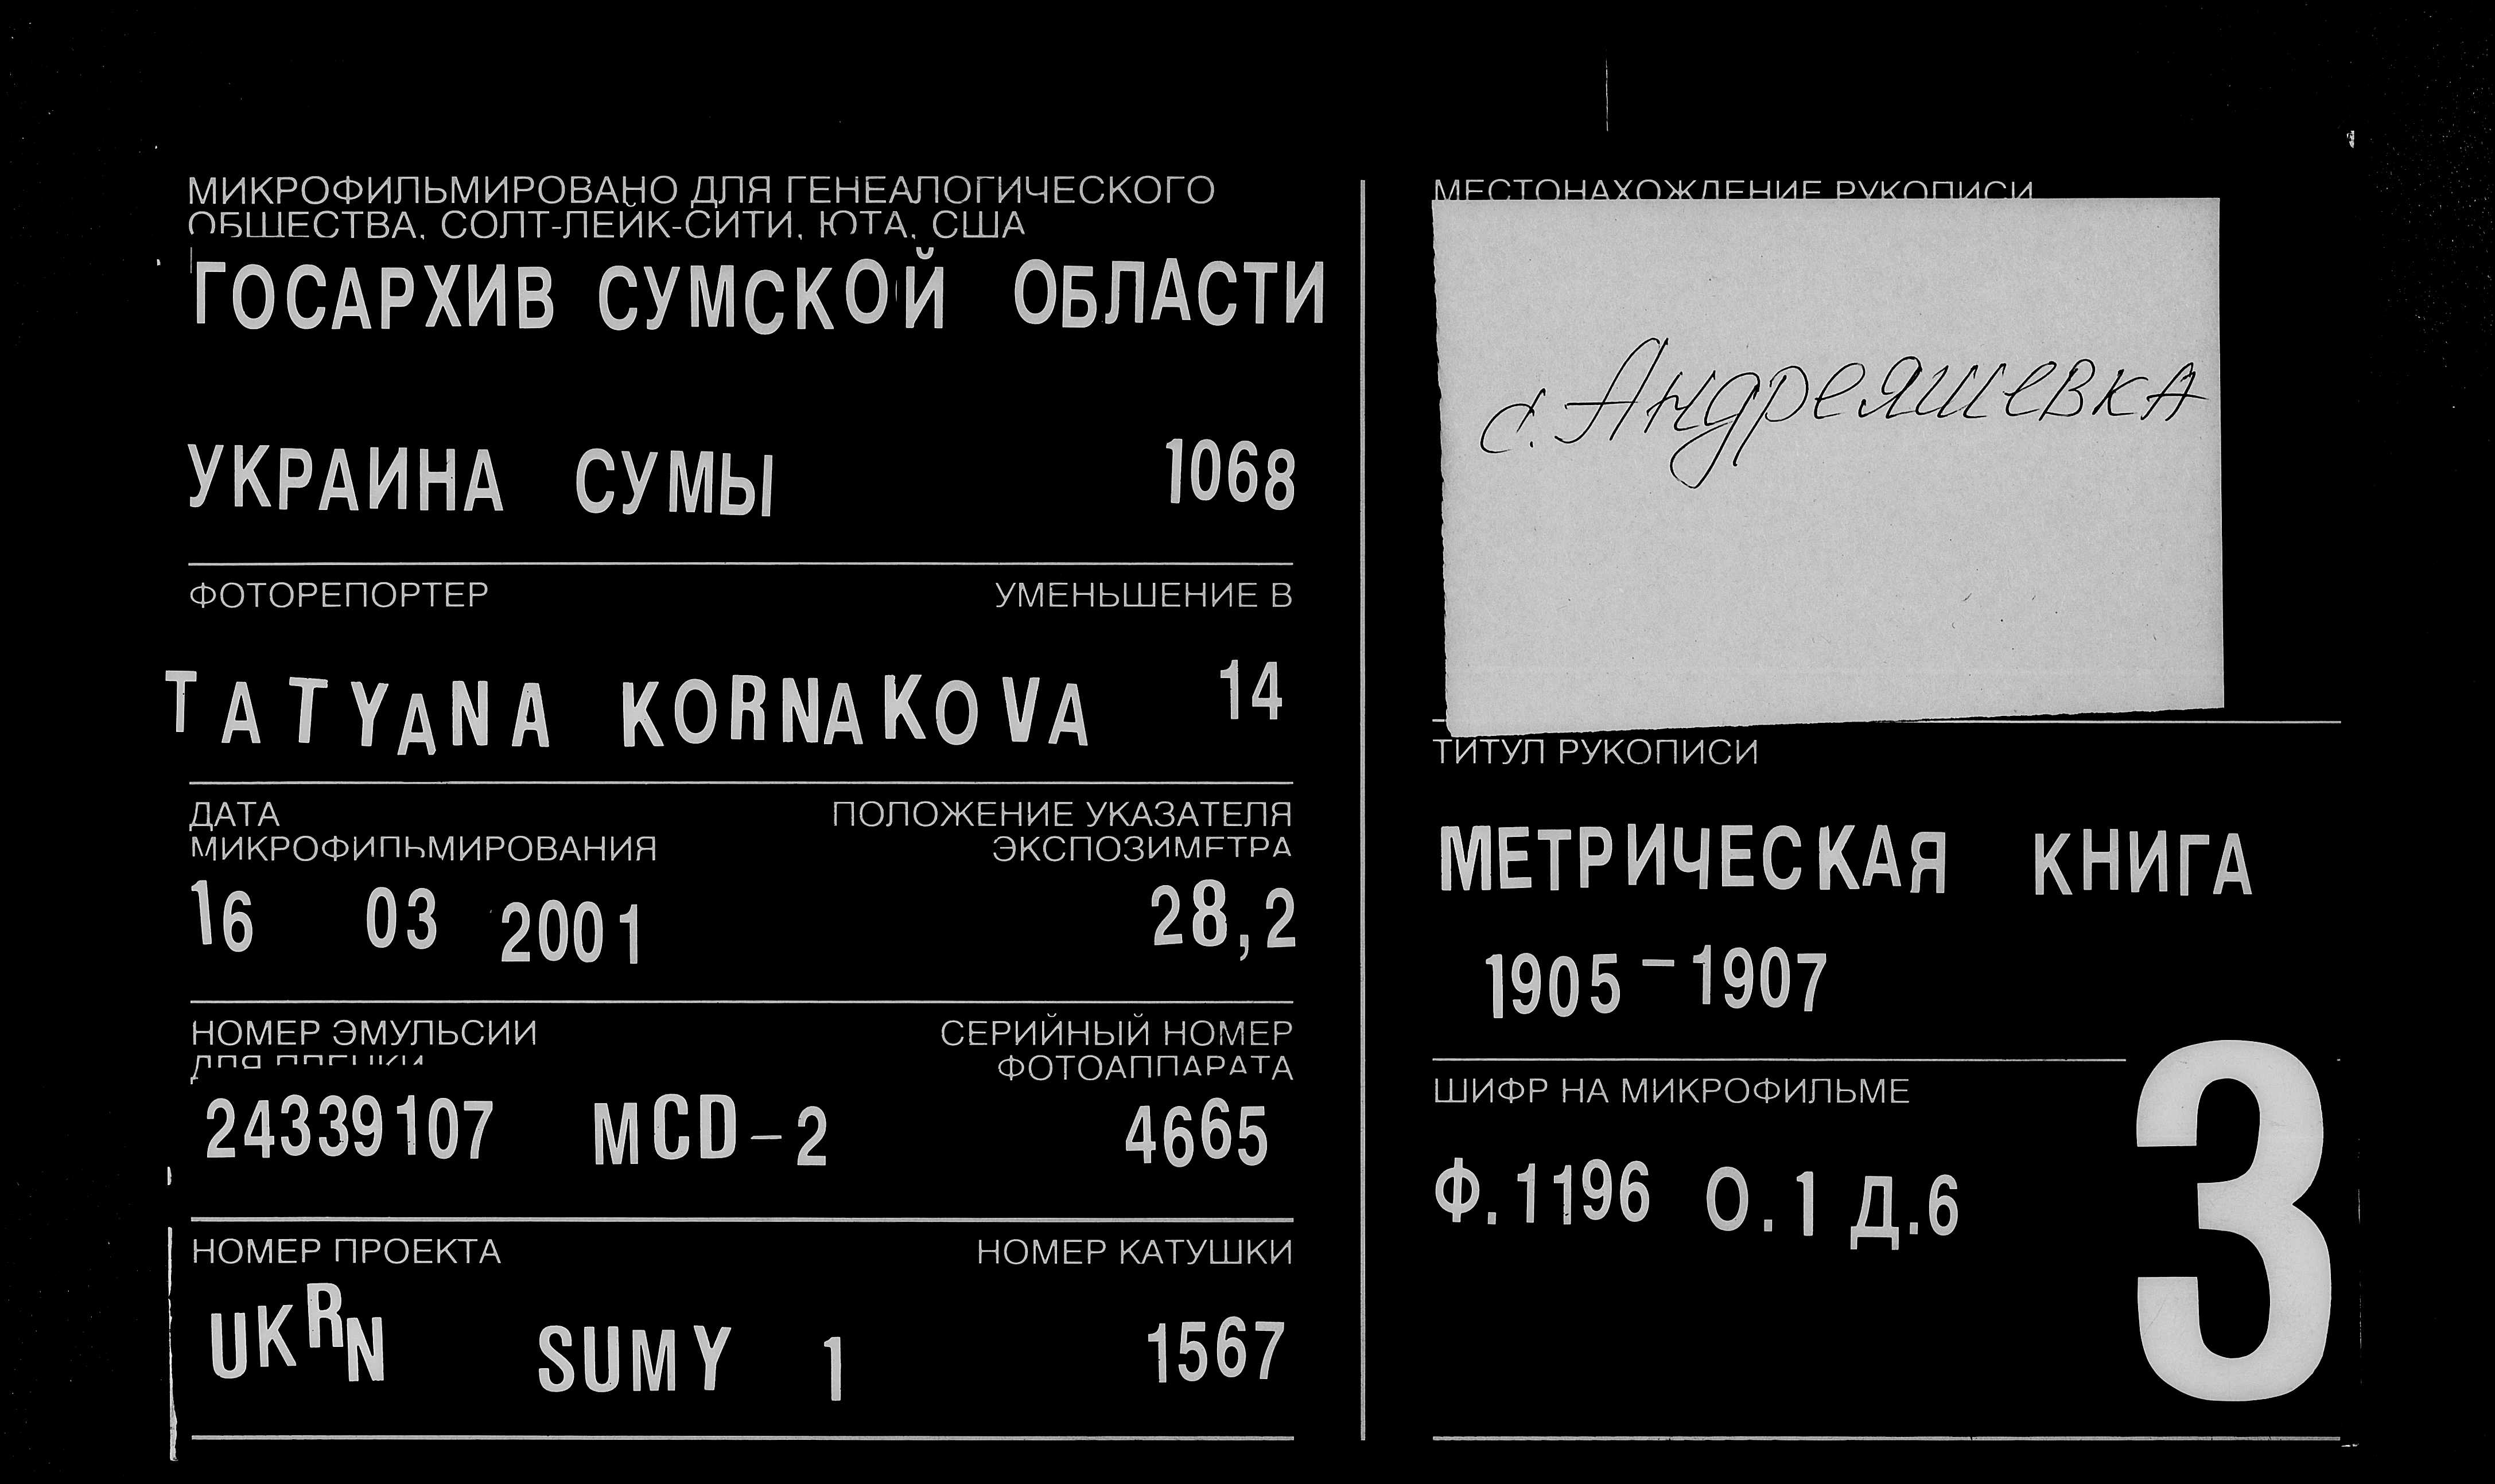 МИКРОФИЛЬМИРОВАНО ДЛЯ ГЕНЕАЛОГИЧЕСКОГО
ОБЩЕСТВА, СОЛТ-ЛЕЙК-СИТИ, ЮТА, США
ГОСАРХИВ СУМСКОЙ ОБЛАСТИ
УКРАИНА СУМЫ 1068
ФОТОРЕПОРТЕР УМЕНЬШЕНИЕ В
TATYANA KORNAKOVA 14
ДАТА ПОЛОЖЕНИЕ УКАЗАТЕЛЯ
МИКРОФИЛЬМИРОВАНИЯ ЭКСПОЗИМЕТРА
16 03 2001 28,2
НОМЕР ЭМУЛЬСИИ СЕРИЙНЫЙ НОМЕР
ДЛЯ ПЛЕНКИ ФОТОАППАРАТА
24339107 MCD-2 4665
НОМЕР ПРОЕКТА НОМЕР КАТУШКИ
UKRN SUMY 1 1567
МЕСТОНАХОЖДЕНИЕ РУКОПИСИ
с. Андреяшевка
ТИТУЛ РУКОПИСИ
МЕТРИЧЕСКАЯ КНИГА
1905-1907
ШИФР НА МИКРОФИЛЬМЕ
Ф.1196 О.1 Д.6
3